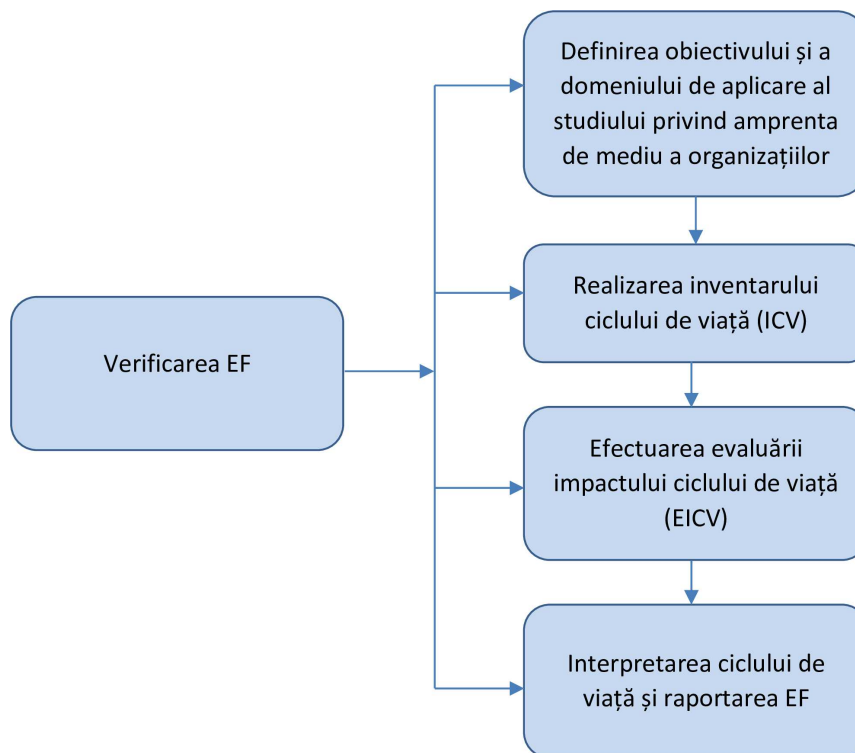 Definirea obiectivului și a
domeniului de aplicare al
studiului privind amprenta
de mediu a organizațiilor
Realizarea inventarului
ciclului de viață (ICV)
Verificarea EF
Efectuarea evaluării
impactului ciclului de viață
(EICV)
Interpretarea ciclului de
viață și raportarea EF